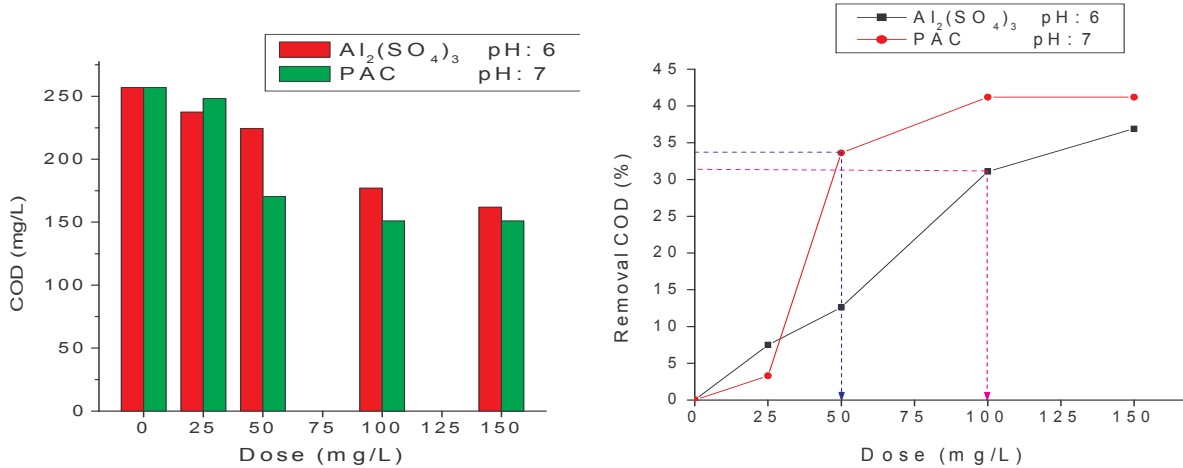 Al₂(SO₄)₃ pH: 6
PAC pH: 7
250
200
150
100
50
0
COD (mg/L)
0 25 50 75 100 125 150
Dose (mg/L)
Al₂(SO₄)₃ pH: 6
PAC pH: 7
45
40
35
30
25
20
15
10
5
0
Removal COD (%)
0 25 50 75 100 125 150
Dose (mg/L)